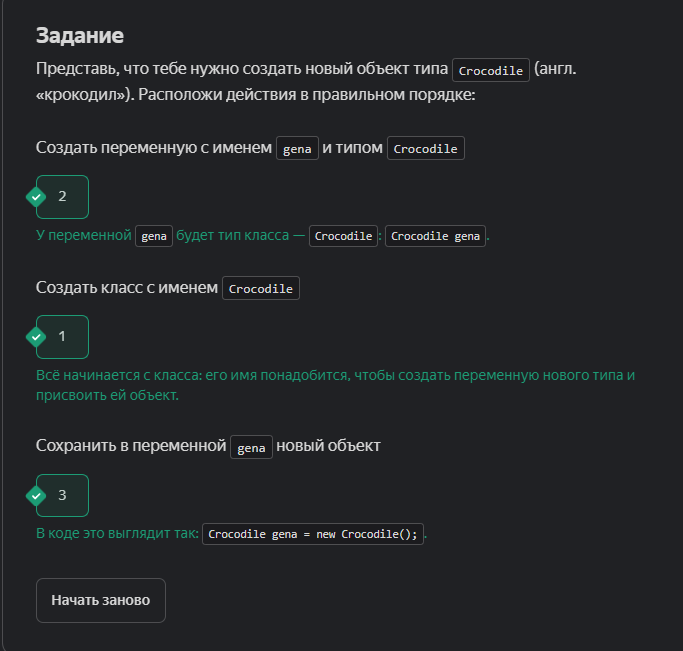 Задание
Представь, что тебе нужно создать новый объект типа Crocodile (англ.
«крокодил»). Расположи действия в правильном порядке:
Создать переменную с именем gena и типом Crocodile
2
У переменной gena будет тип класса — Crocodile: Crocodile gena.
Создать класс с именем Crocodile
1
Всё начинается с класса: его имя понадобится, чтобы создать переменную нового типа и
присвоить ей объект.
Сохранить в переменной gena новый объект
3
В коде это выглядит так: Crocodile gena = new Crocodile();.
Начать заново